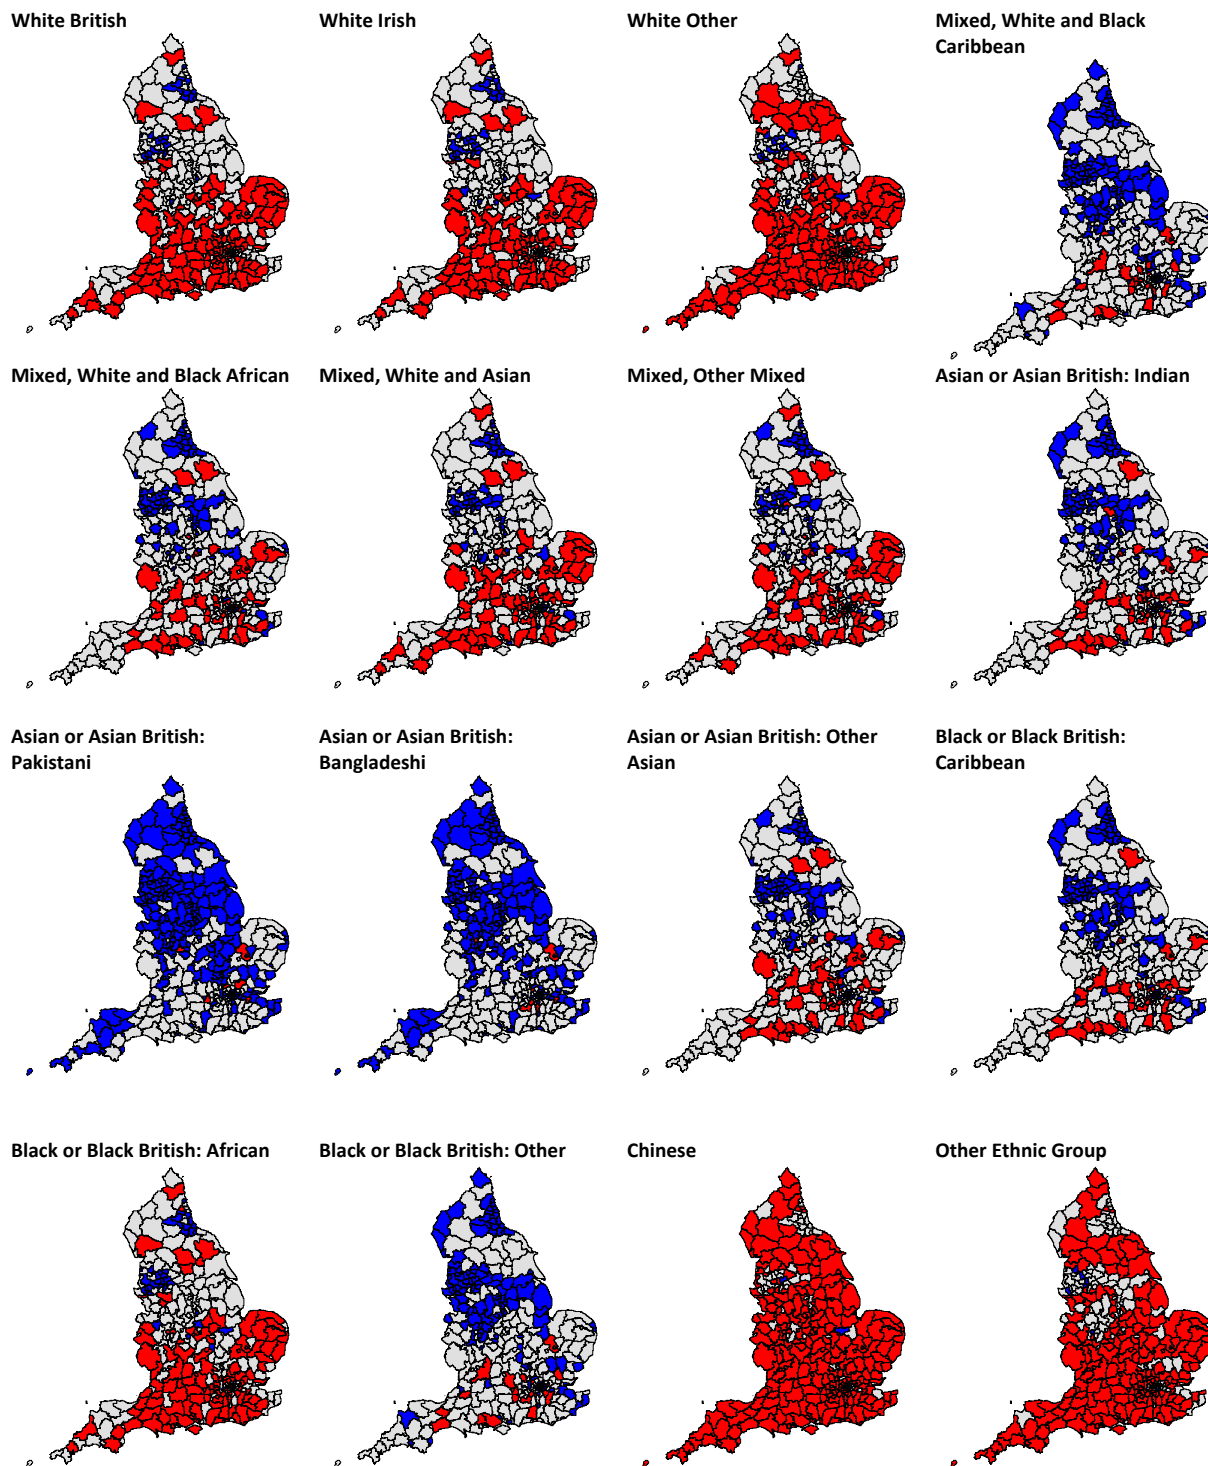 White British
White Irish
White Other
Mixed, White and Black
Caribbean
Mixed, White and Black African
Mixed, White and Asian
Mixed, Other Mixed
Asian or Asian British: Indian
Asian or Asian British:
Pakistani
Asian or Asian British:
Bangladeshi
Asian or Asian British: Other
Asian
Black or Black British:
Caribbean
Black or Black British: African
Black or Black British: Other
Chinese
Other Ethnic Group